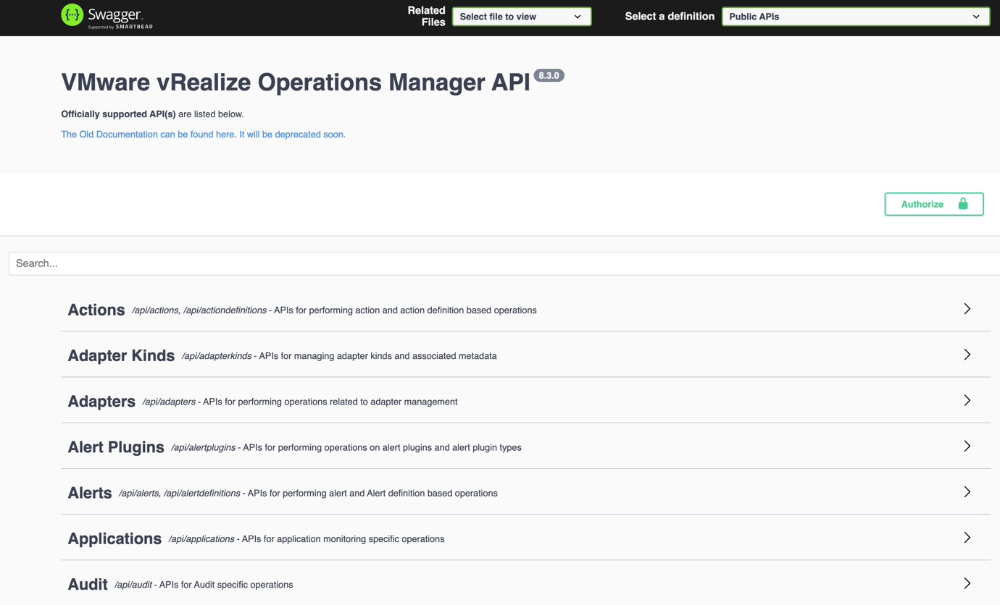 Swagger
Supported by SMARTBEAR
Related
Files
Select file to view
Select a definition
Public APIs
VMware vRealize Operations Manager API 8.3.0
Officially supported API(s) are listed below.
The Old Documentation can be found here. It will be deprecated soon.
Authorize
Search...
Actions /api/actions, /api/actiondefinitions - APIs for performing action and action definition based operations
Adapter Kinds /api/adapterkinds - APIs for managing adapter kinds and associated metadata
Adapters /api/adapters - APIs for performing operations related to adapter management
Alert Plugins /api/alertplugins - APIs for performing operations on alert plugins and alert plugin types
Alerts /api/alerts, /api/alertdefinitions - APIs for performing alert and Alert definition based operations
Applications /api/applications - APIs for application monitoring specific operations
Audit /api/audit - APIs for Audit specific operations